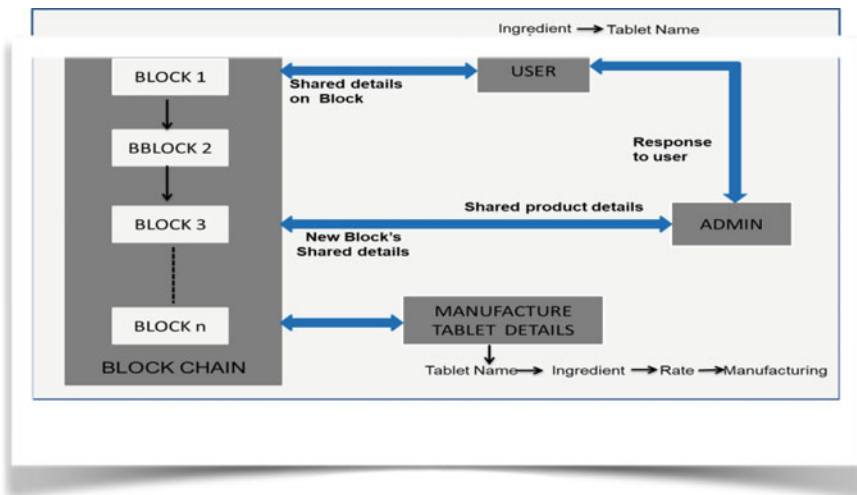 Ingredient → Tablet Name
BLOCK 1
Shared details
on Block
USER
BBLOCK 2
Response
to user
BLOCK 3
Shared product details
ADMIN
New Block's
Shared details
BLOCK n
MANUFACTURE
TABLET DETAILS
BLOCK CHAIN
Tablet Name → Ingredient → Rate → Manufacturing